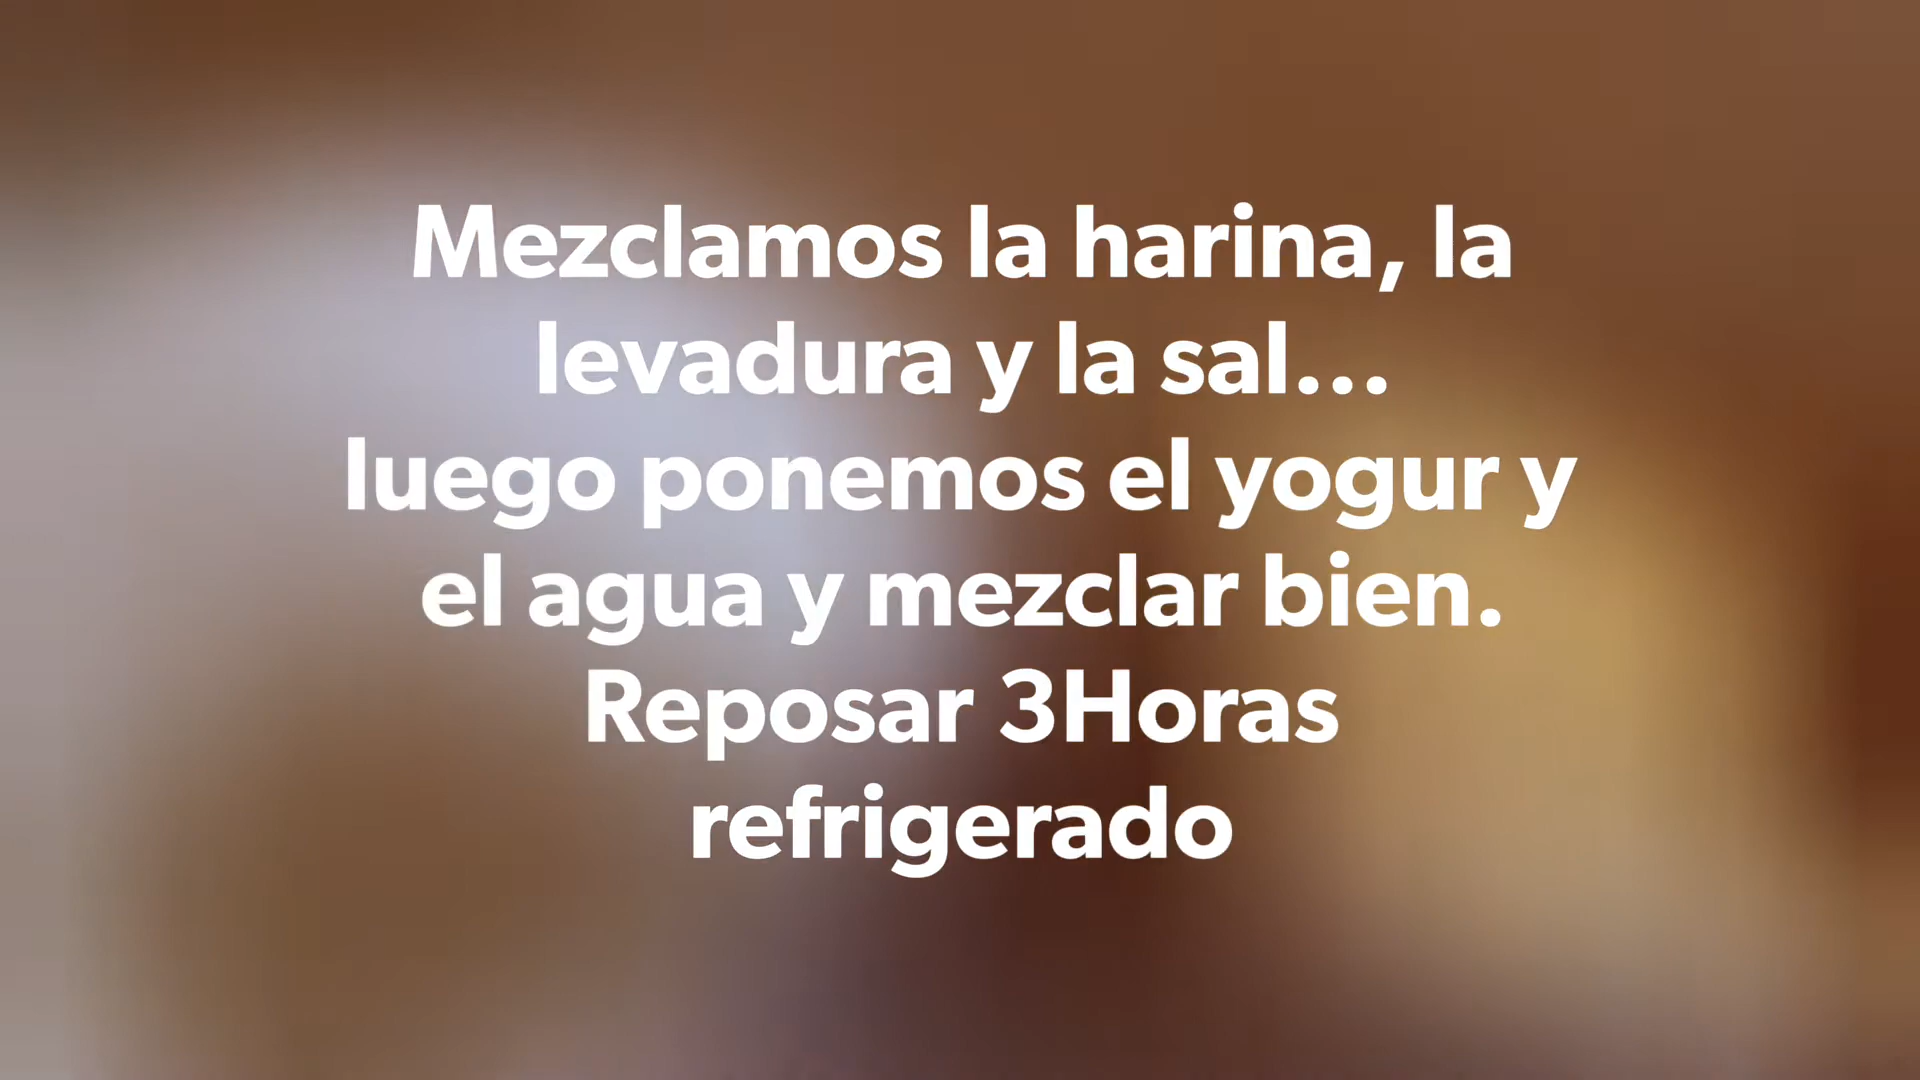 Mezclamos la harina, la
levadura y la sal...
luego ponemos el yogur y
el agua y mezclar bien.
Reposar 3Horas
refrigerado